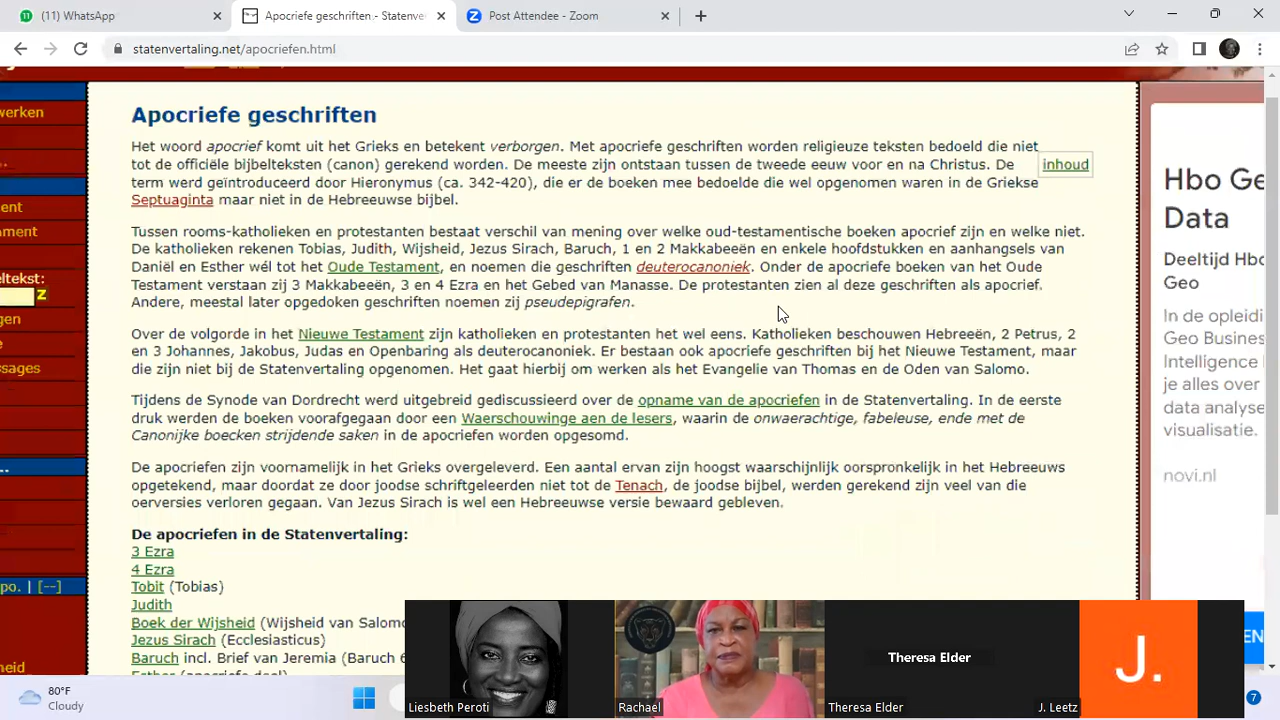 (11) WhatsApp
Apocriefe geschriften - Statenve
Post Attendee - Zoom
statenvertaling.net/apocriefen.html
werken
..
ent
ament
eltekst:
Z
gen
e
ssages
...
po. | [--]
heid
Apocriefe geschriften
Het woord apocrief komt uit het Grieks en betekent verborgen. Met apocriefe geschriften worden religieuze teksten bedoeld die niet
tot de officiële bijbelteksten (canon) gerekend worden. De meeste zijn ontstaan tussen de tweede eeuw voor en na Christus. De
term werd geïntroduceerd door Hieronymus (ca. 342-420), die er de boeken mee bedoelde die wel opgenomen waren in de Griekse
Septuaginta maar niet in de Hebreeuwse bijbel.
inhoud
Tussen rooms-katholieken en protestanten bestaat verschil van mening over welke oud-testamentische boeken apocrief zijn en welke niet.
De katholieken rekenen Tobias, Judith, Wijsheid, Jezus Sirach, Baruch, 1 en 2 Makkabeeën en enkele hoofdstukken en aanhangsels van
Daniël en Esther wél tot het Oude Testament, en noemen die geschriften deuterocanoniek. Onder de apocriefe boeken van het Oude
Testament verstaan zij 3 Makkabeeën, 3 en 4 Ezra en het Gebed van Manasse. De protestanten zien al deze geschriften als apocrief.
Andere, meestal later opgedoken geschriften noemen zij pseudepigrafen.
Over de volgorde in het Nieuwe Testament zijn katholieken en protestanten het wel eens. Katholieken beschouwen Hebreeën, 2 Petrus, 2
en 3 Johannes, Jakobus, Judas en Openbaring als deuterocanoniek. Er bestaan ook apocriefe geschriften bij het Nieuwe Testament, maar
die zijn niet bij de Statenvertaling opgenomen. Het gaat hierbij om werken als het Evangelie van Thomas en de Oden van Salomo.
Tijdens de Synode van Dordrecht werd uitgebreid gediscussieerd over de opname van de apocriefen in de Statenvertaling. In de eerste
druk werden de boeken voorafgegaan door een Waerschouwinge aen de lesers, waarin de onwaerachtige, fabeleuse, ende met de
Canonijke boecken strijdende saken in de apocriefen worden opgesomd.
De apocriefen zijn voornamelijk in het Grieks overgeleverd. Een aantal ervan zijn hoogst waarschijnlijk oorspronkelijk in het Hebreeuws
opgetekend, maar doordat ze door joodse schriftgeleerden niet tot de Tenach, de joodse bijbel, werden gerekend zijn veel van die
oerversies verloren gegaan. Van Jezus Sirach is wel een Hebreeuwse versie bewaard gebleven.
De apocriefen in de Statenvertaling:
3 Ezra
4 Ezra
Tobit (Tobias)
Judith
Boek der Wijsheid (Wijsheid van Salomo
Jezus Sirach (Ecclesiasticus)
Baruch incl. Brief van Jeremia (Baruch 6
Hbo Ge
Data
Deeltijd Hbo
Geo
In de opleidi
Geo Business
Intelligence l
je alles over
data analyse
visualisatie.
novi.nl
EN
Liesbeth Peroti
Rachael
Theresa Elder
Theresa Elder
J.
J. Leetz
80°F
Cloudy
7